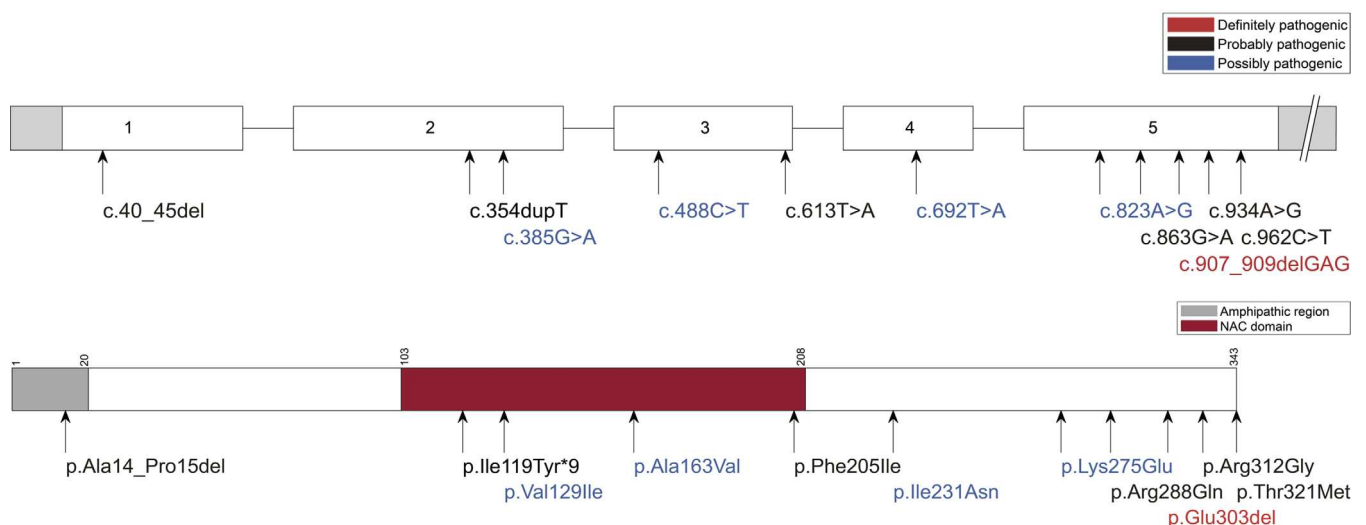 Definitely pathogenic
Probably pathogenic
Possibly pathogenic
1 2 3 4 5
c.40_45del c.354dupT c.488C>T c.613T>A c.692T>A c.823A>G c.934A>G
c.385G>A c.863G>A c.962C>T
c.907_909delGAG
Amphipathic region
NAC domain
1 20 103 208 343
p.Ala14_Pro15del p.Ile119Tyr*9 p.Ala163Val p.Phe205Ile p.Lys275Glu p.Arg312Gly
p.Val129Ile p.Ile231Asn p.Arg288Gln p.Thr321Met
p.Glu303del